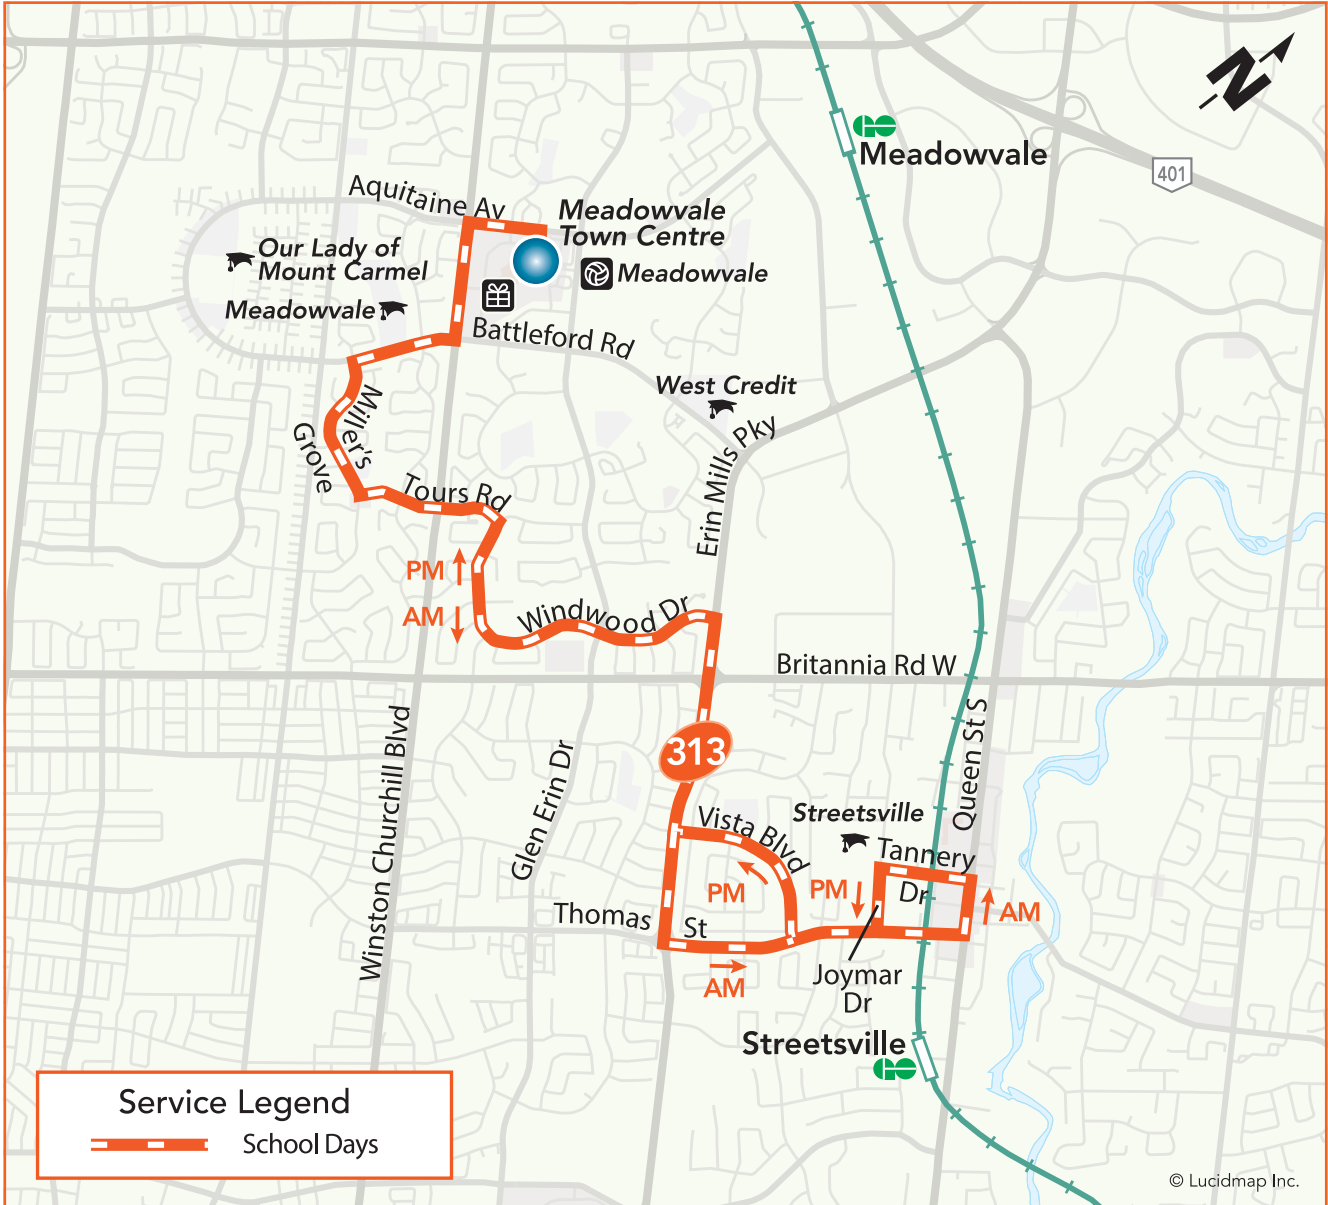 N
Meadowvale
401
Aquitaine Av
Meadowvale
Town Centre
Our Lady of
Mount Carmel
Meadowvale
Meadowvale
Battleford Rd
West Credit
Miller's
Grove
Erin Mills Pky
Tours Rd
PM
AM
Windwood Dr
Britannia Rd W
Queen St S
Winston Churchill Blvd
313
Glen Erin Dr
Vista Blvd
Streetsville
Tannery
Dr
PM
PM
AM
Thomas
St
AM
Joymar
Dr
Streetsville
Service Legend
School Days
© Lucidmap Inc.